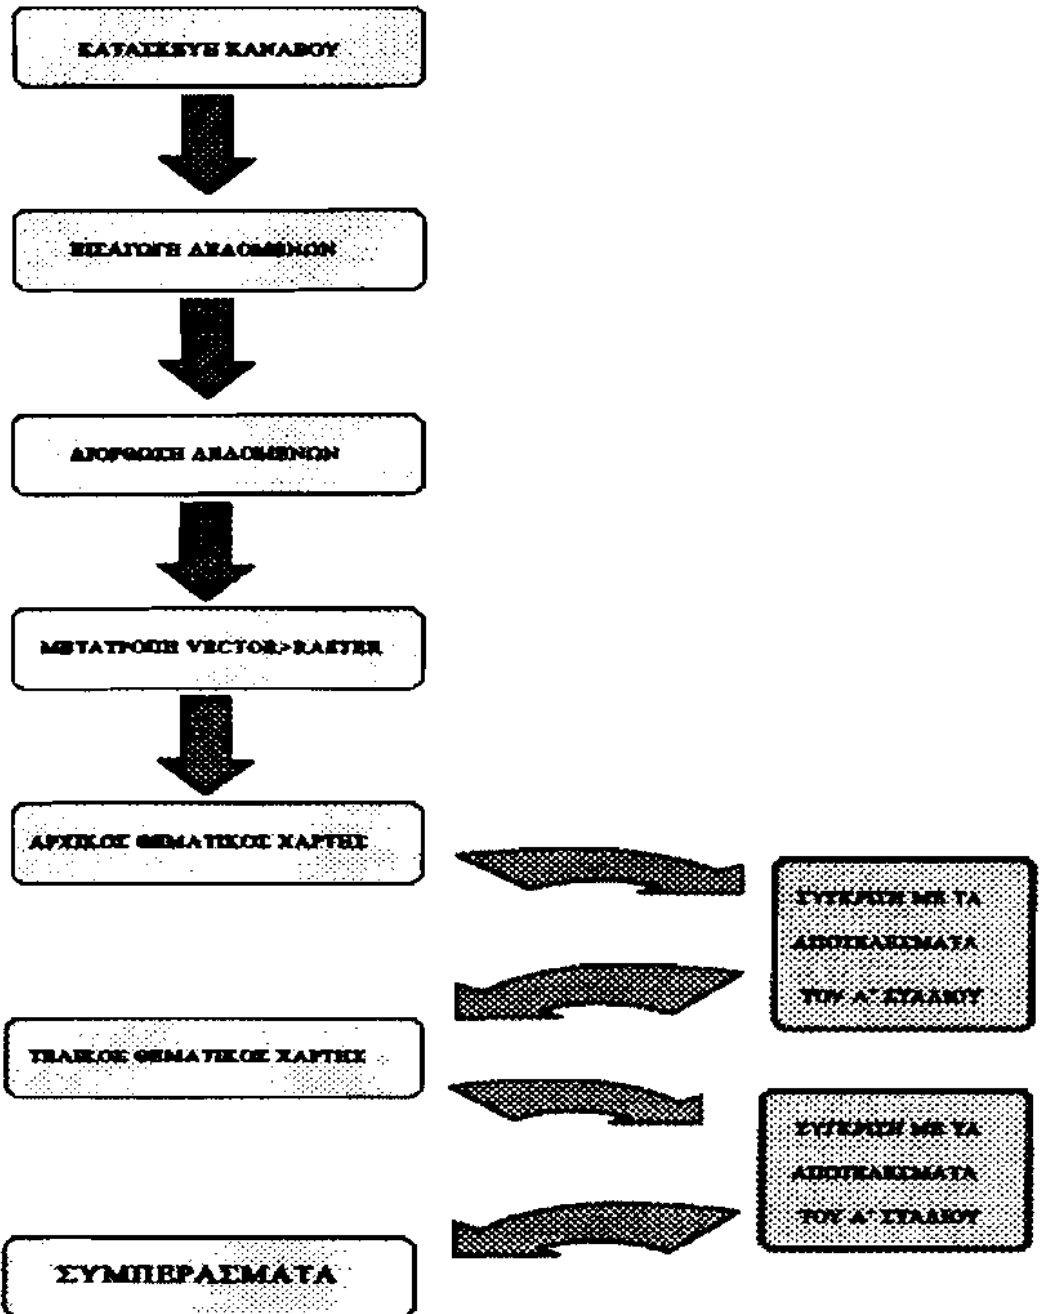 ΚΑΤΑΣΚΕΥΗ ΚΑΝΑΒΟΥ
ΕΙΣΑΓΩΓΗ ΔΕΔΟΜΕΝΩΝ
ΔΙΟΡΘΩΣΗ ΔΕΔΟΜΕΝΩΝ
ΜΕΤΑΤΡΟΠΗ VECTOR>RASTER
ΑΡΧΙΚΟΣ ΘΕΜΑΤΙΚΟΣ ΧΑΡΤΗΣ
ΣΥΓΚΡΙΣΗ ΜΕ ΤΑ
ΑΠΟΤΕΛΕΣΜΑΤΑ
ΤΟΥ Α' ΣΤΑΔΙΟΥ
ΤΕΛΙΚΟΣ ΘΕΜΑΤΙΚΟΣ ΧΑΡΤΗΣ
ΣΥΓΚΡΙΣΗ ΜΕ ΤΑ
ΑΠΟΤΕΛΕΣΜΑΤΑ
ΤΟΥ Α' ΣΤΑΔΙΟΥ
ΣΥΜΠΕΡΑΣΜΑΤΑ